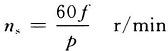 n_s = 60f / p r/min